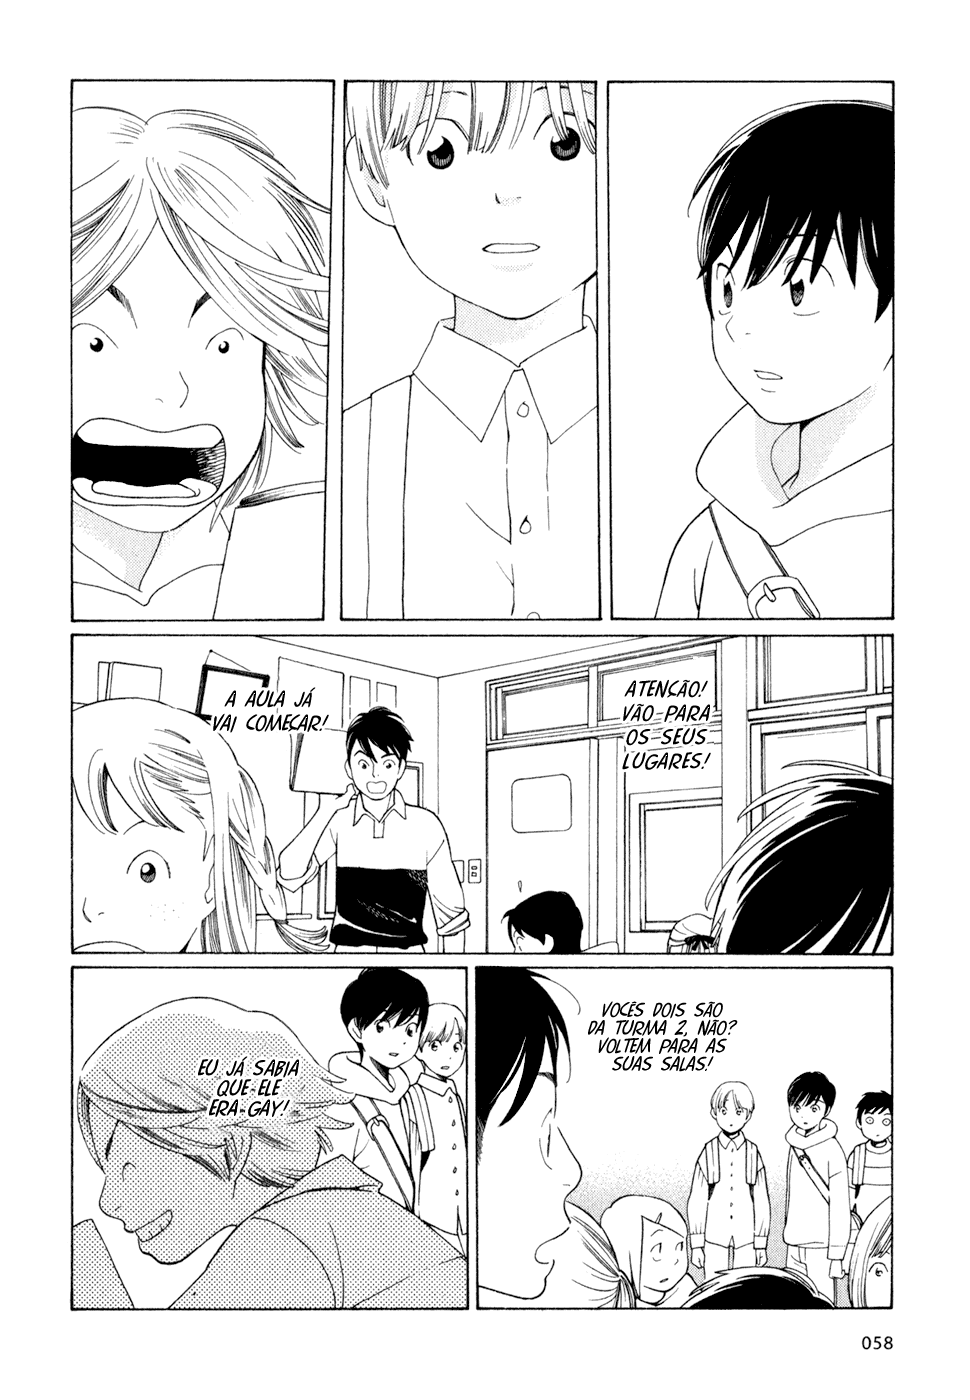 ATENÇÃO!
VÃO PARA
OS SEUS
LUGARES!
A AULA JÁ
VAI COMEÇAR!
VOCÊS DOIS SÃO
DA TURMA 2, NÃO?
VOLTEM PARA AS
SUAS SALAS!
EU JÁ SABIA
QUE ELE
ERA GAY!
058